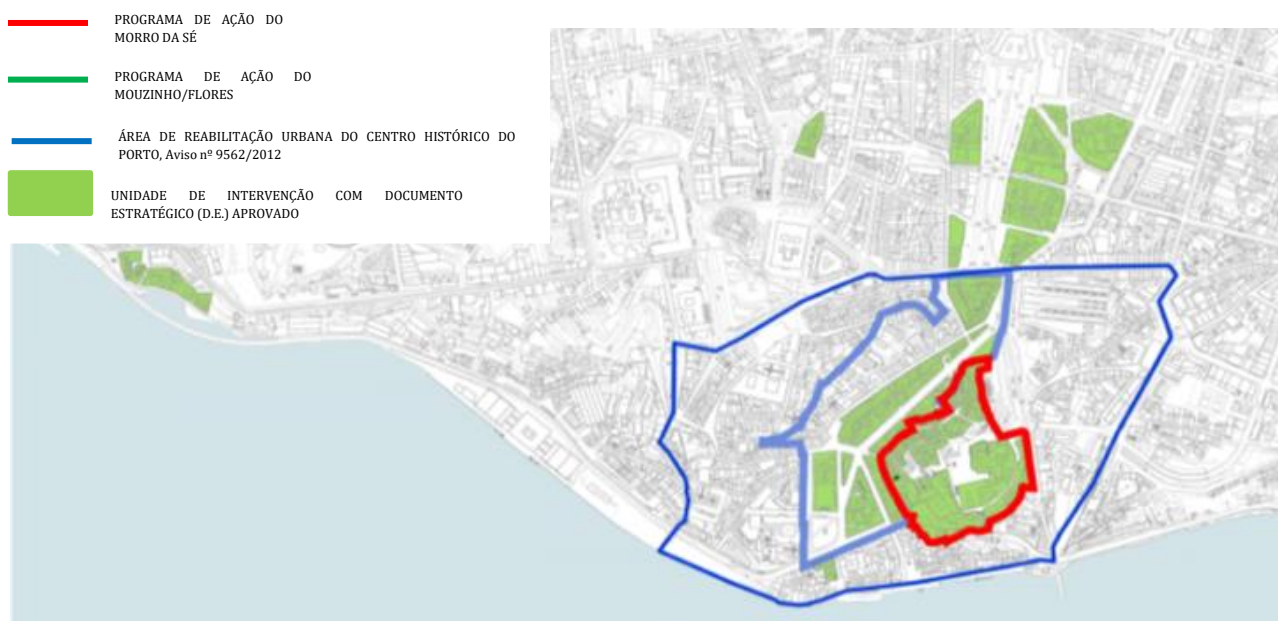 PROGRAMA DE AÇÃO DO
MORRO DA SÉ
PROGRAMA DE AÇÃO DO
MOUZINHO/FLORES
ÁREA DE REABILITAÇÃO URBANA DO CENTRO HISTÓRICO DO
PORTO, Aviso nº 9562/2012
UNIDADE DE INTERVENÇÃO COM DOCUMENTO
ESTRATÉGICO (D.E.) APROVADO